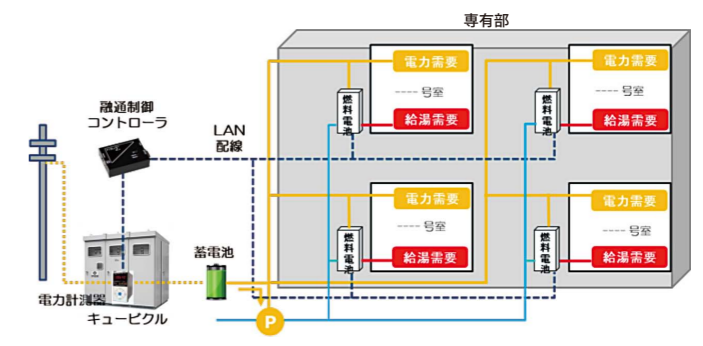 専有部
電力需要
---- 号室
燃料電池
給湯需要
電力需要
---- 号室
燃料電池
給湯需要
融通制御
コントローラ
LAN
配線
電力需要
---- 号室
燃料電池
給湯需要
電力需要
---- 号室
燃料電池
給湯需要
蓄電池
電力計測器
キュービクル
P